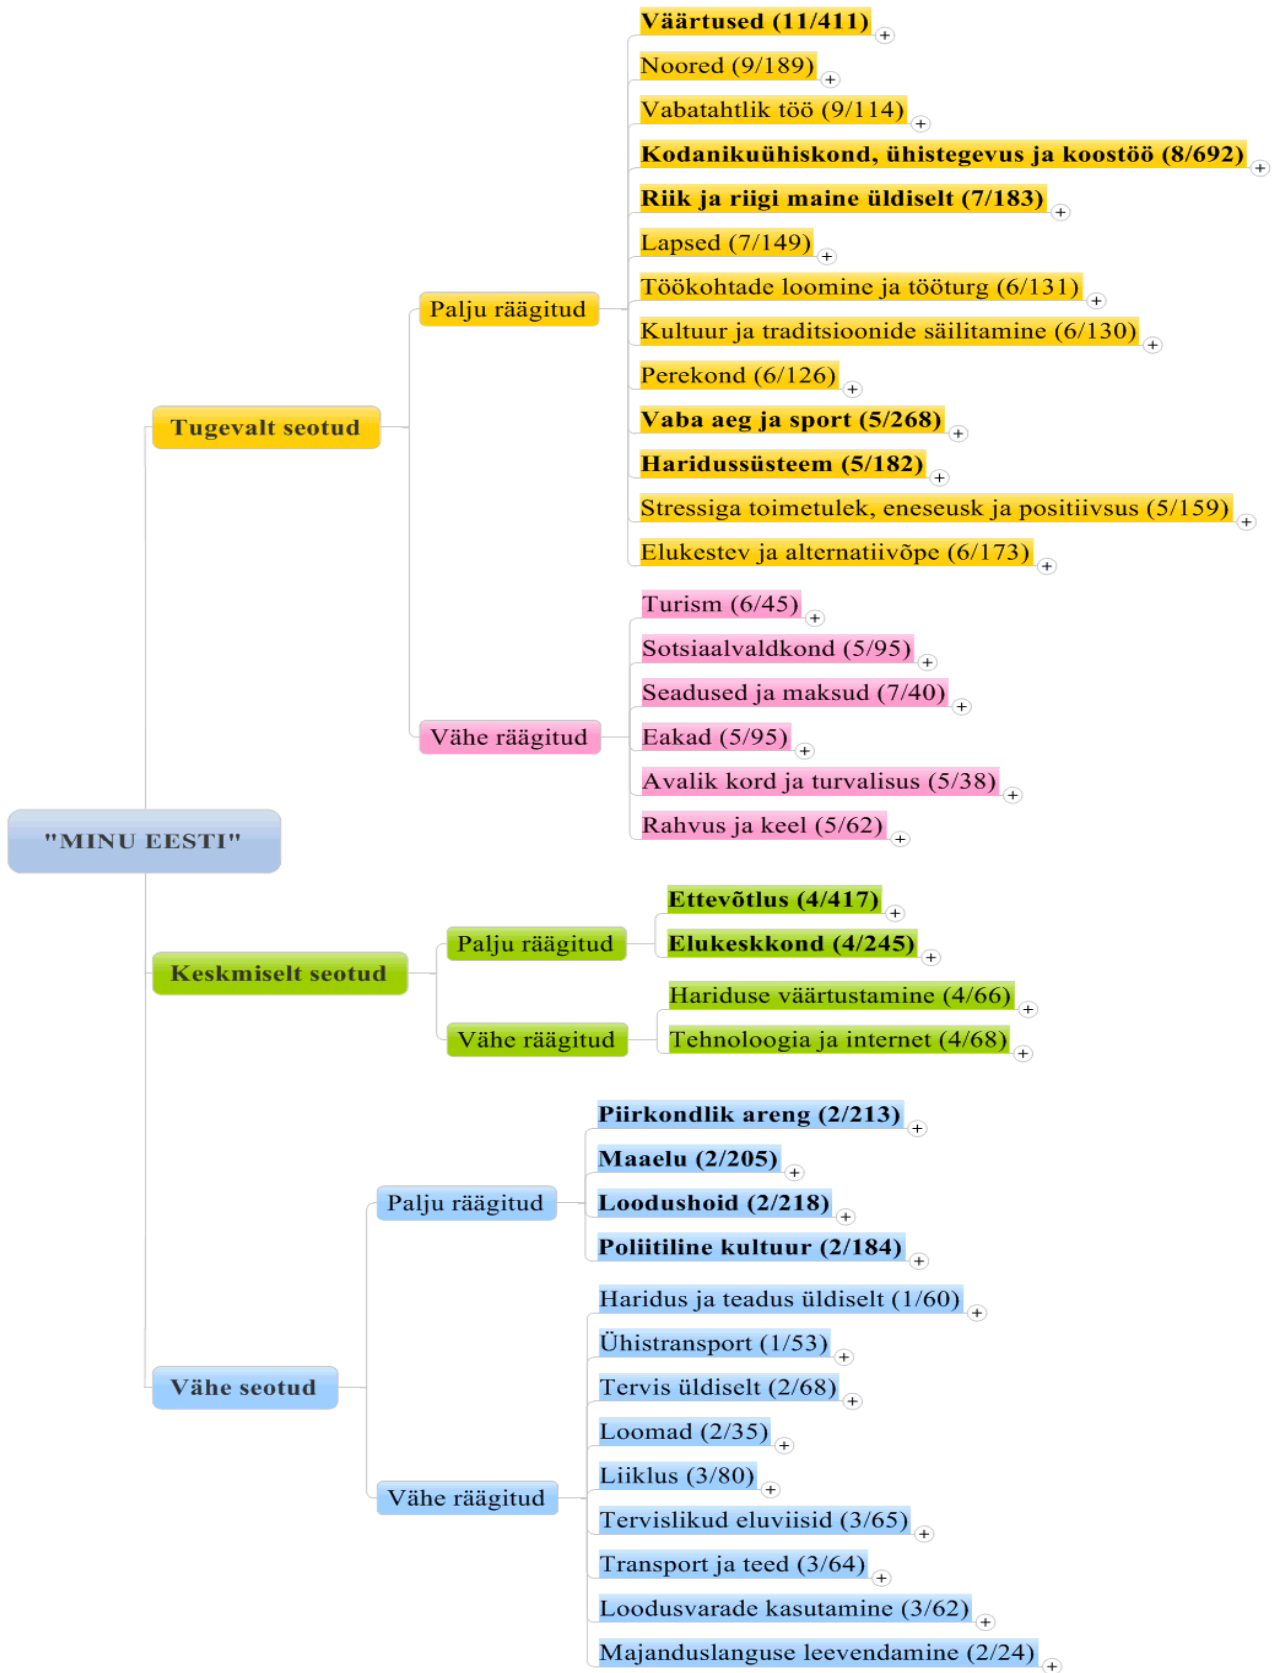 Väärtused (11/411)
Noored (9/189)
Vabatahtlik töö (9/114)
Kodanikuühiskond, ühistegevus ja koostöö (8/692)
Riik ja riigi maine üldiselt (7/183)
Lapsed (7/149)
Töökohtade loomine ja tööturg (6/131)
Palju räägitud
Kultuur ja traditsioonide säilitamine (6/130)
Perekond (6/126)
Tugevalt seotud
Vaba aeg ja sport (5/268)
Haridussüsteem (5/182)
Stressiga toimetulek, eneseusk ja positiivsus (5/159)
Elukestev ja alternatiivõpe (6/173)
Turism (6/45)
Sotsiaalvaldkond (5/95)
Seadused ja maksud (7/40)
Vähe räägitud
Eakad (5/95)
Avalik kord ja turvalisus (5/38)
Rahvus ja keel (5/62)
"MINU EESTI"
Ettevõtlus (4/417)
Palju räägitud
Elukeskkond (4/245)
Keskmiselt seotud
Hariduse väärtustamine (4/66)
Vähe räägitud
Tehnoloogia ja internet (4/68)
Piirkondlik areng (2/213)
Maaelu (2/205)
Palju räägitud
Loodushoid (2/218)
Poliitiline kultuur (2/184)
Haridus ja teadus üldiselt (1/60)
Ühistransport (1/53)
Vähe seotud
Tervis üldiselt (2/68)
Loomad (2/35)
Liiklus (3/80)
Vähe räägitud
Tervislikud eluviisid (3/65)
Transport ja teed (3/64)
Loodusvarade kasutamine (3/62)
Majanduslanguse leevendamine (2/24)